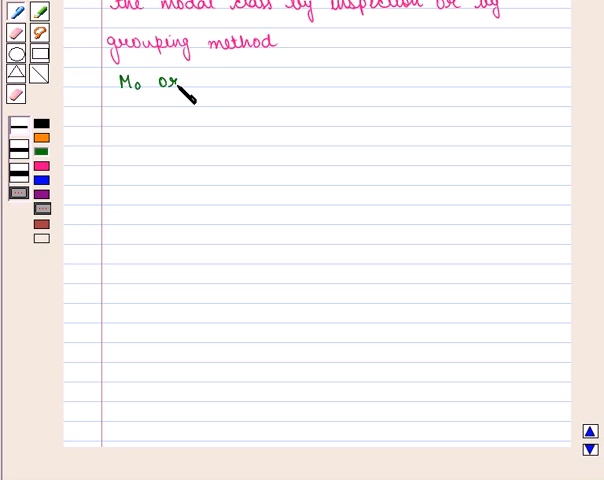 the modal class by inspection or by
grouping method
Mo or